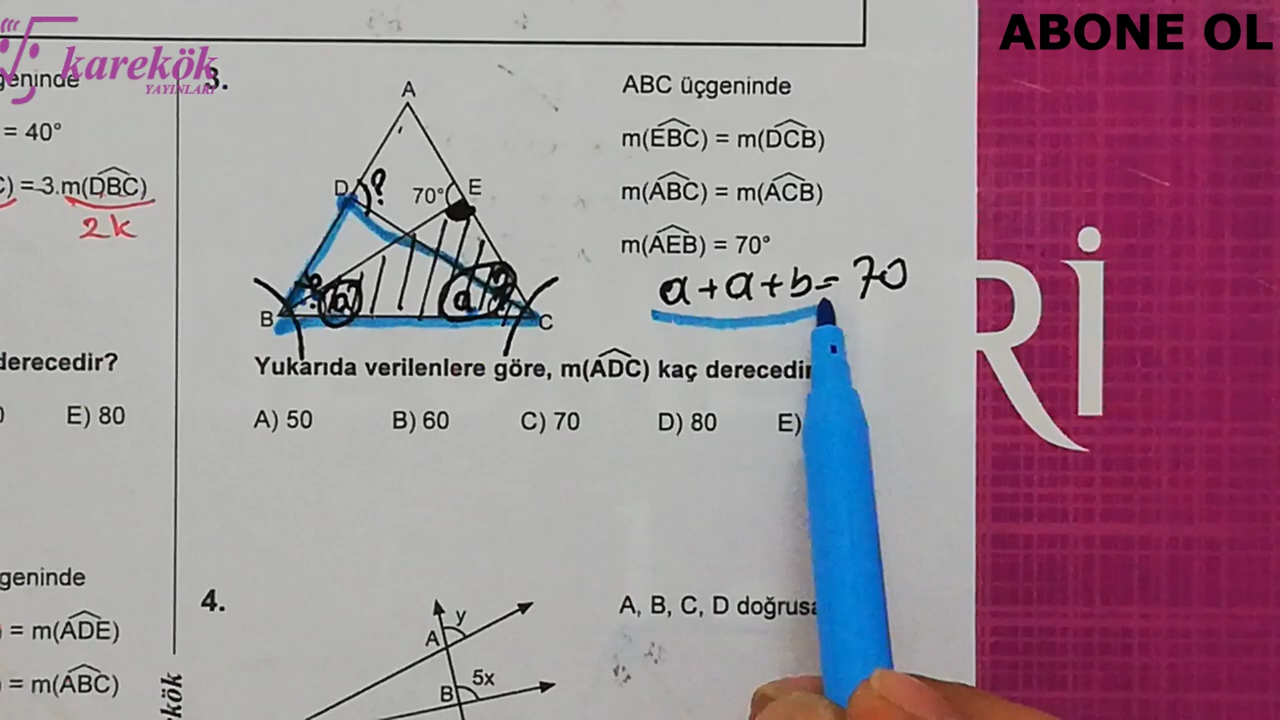 ABONE OL
karekök
YAYINLARI
geninde
= 40°
) = 3.m(DBC)
2k
derecedir?
E) 80
geninde
= m(ADE)
= m(ABC)
3.
A
D
?
70°
E
B
C
ABC üçgeninde
m(EBC) = m(DCB)
m(ABC) = m(ACB)
m(AEB) = 70°
a+a+b=70
Yukarıda verilenlere göre, m(ADC) kaç derecedir
A) 50 B) 60 C) 70 D) 80 E)
4.
A
y
B
5x
A, B, C, D doğrusa
Rİ